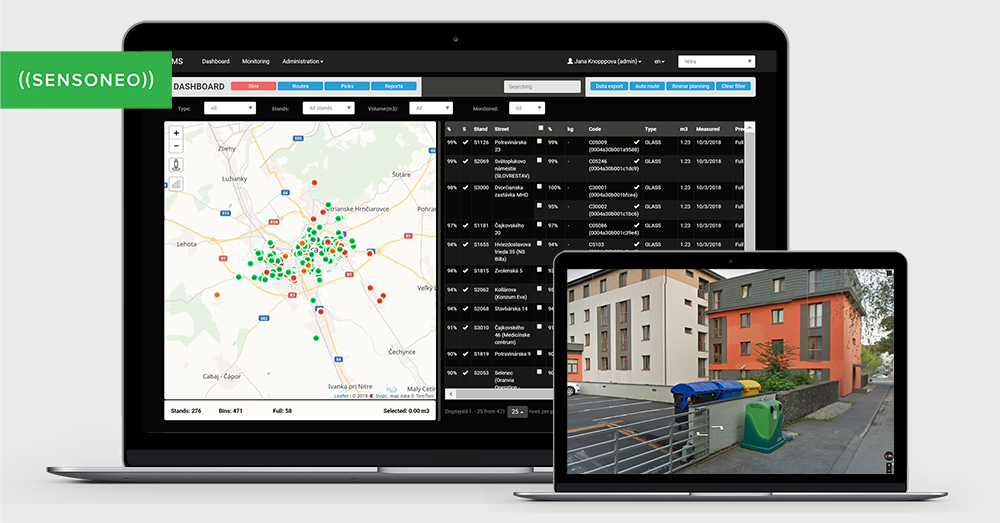 ((SENSONEO))
MS Dashboard Monitoring Administration Jana Knopppova (admin) en Nitra
DASHBOARD Bins Routes Picks Reports Searching Data export Auto route Itinerar planning Clear filter
Type: All Stands: All stands Volume(m3): All Monitored: All
% S Stand Street % kg Code Type m3 Measured Pre
99% S1126 Potravinárska 99% - C05009 GLASS 1.23 10/3/2018 Full
23 (0004a30b001a9588)
99% S2069 Svätoplukovo 99% - C05246 GLASS 1.23 10/3/2018 Full
námestie (0004a30b001c1dc9)
(SLOVRESTAV)
98% S3000 Dvorčianska 100% - C30001 GLASS 1.23 10/3/2018 Full
zastávka MHD (0004a30b001bfcea)
95% - C30002 GLASS 1.23 10/3/2018 Full
(0004a30b001c1bc6)
97% S1181 Čajkovského 97% - C05086 GLASS 1.23 10/3/2018 Full
20 (0004a30b001c39e4)
94% S1655 Hviezdoslavova 94% - C5103 GLASS 1.23 10/3/2018 Full
trieda 35 (NS
Billa)
94% S1815 Zvolenská 5
94% S2062 Kollárova
(Konzum Eva)
94% S2068 Stavbárska 14
91% S3010 Čajkovského
46 (Medicínske
centrum)
90% S1819 Potravinárska 9
90% S2053 Selenec
(Granvia
Operation -
Displayed 1. - 25 from 471 25 rows per p
+
-
Zbehy
Lužianky
Štitáre
Nitrianske Hrnčiarovce
Pohra
Lehota
Veľký
Čechynce
Cabaj - Čápor
Ivanka pri Nitre
Malý Cetín
Leaflet | © 2018 Sygic, map data © TomTom
Stands: 276 Bins: 471 Full: 58 Selected: 0.00 m3